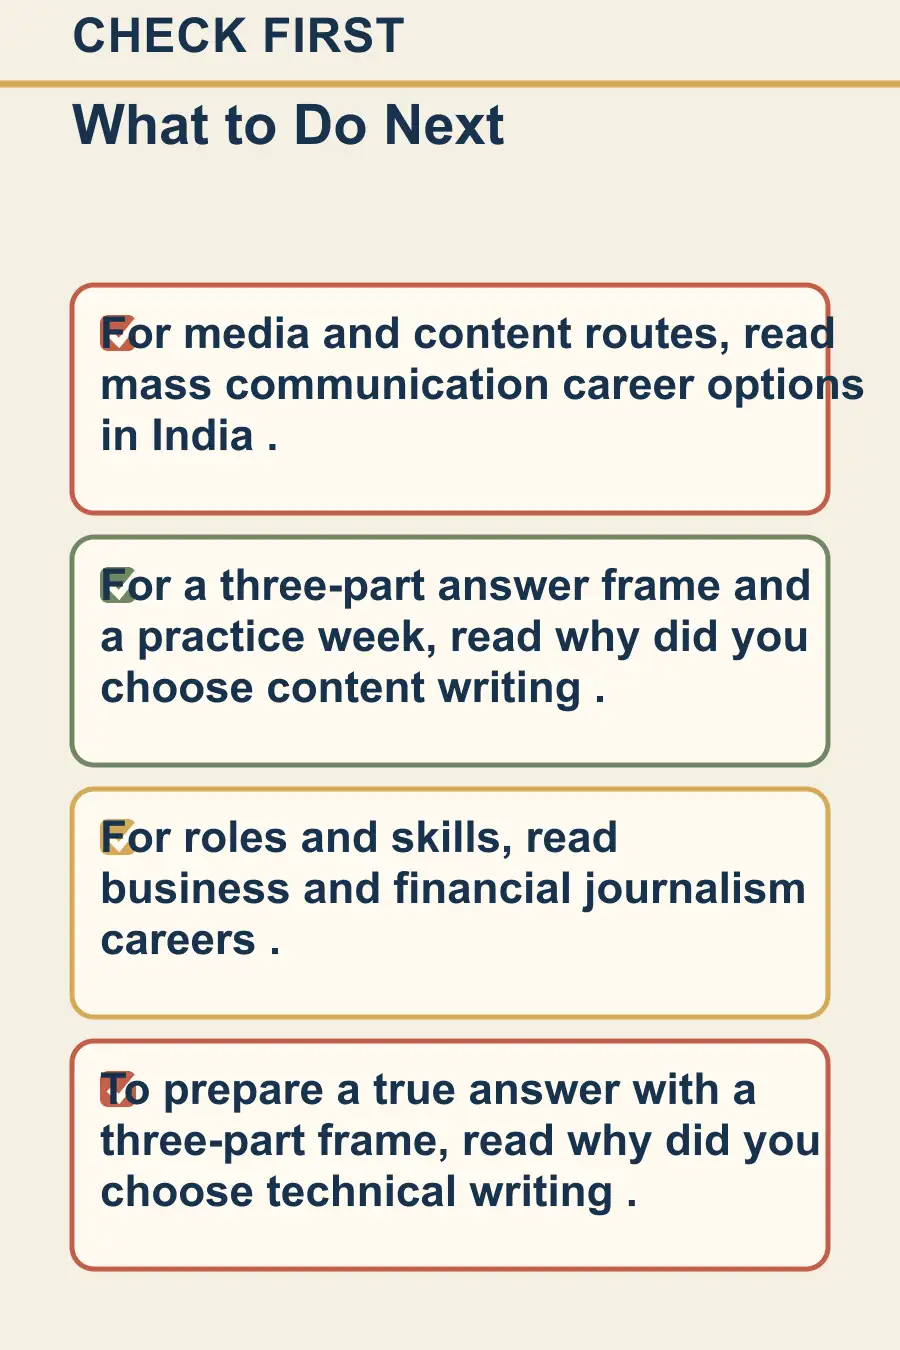 CHECK FIRST
What to Do Next
For media and content routes, read
mass communication career options
in India .
For a three-part answer frame and
a practice week, read why did you
choose content writing .
For roles and skills, read
business and financial journalism
careers .
To prepare a true answer with a
three-part frame, read why did you
choose technical writing .